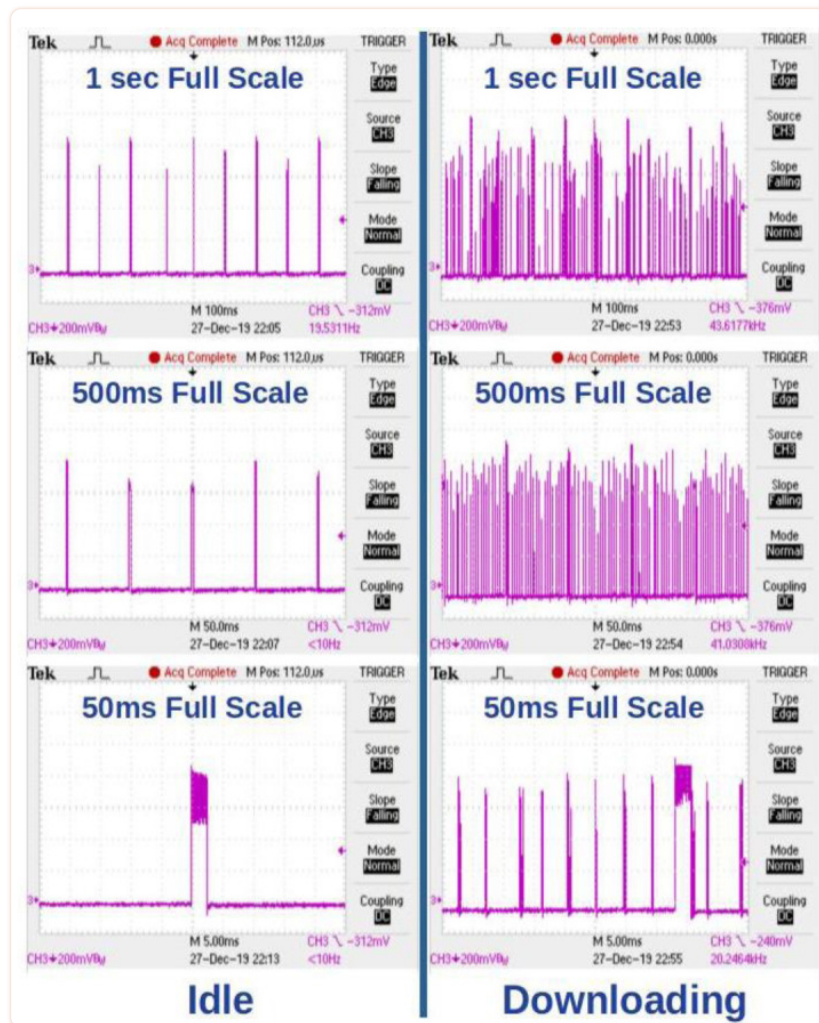 Tek Acq Complete M Pos: 112.0us TRIGGER
1 sec Full Scale
Type
Edge
Source
CH3
Slope
Falling
Mode
Normal
Coupling
DC
3
M 100ms CH3 \ -312mV
CH3 200mVBw 27-Dec-19 22:05 19.5311Hz
Tek Acq Complete M Pos: 0.000s TRIGGER
1 sec Full Scale
Type
Edge
Source
CH3
Slope
Falling
Mode
Normal
Coupling
DC
3
M 100ms CH3 \ -376mV
CH3 200mVBw 27-Dec-19 22:53 43.6177kHz
Tek Acq Complete M Pos: 112.0us TRIGGER
500ms Full Scale
Type
Edge
Source
CH3
Slope
Falling
Mode
Normal
Coupling
DC
3
M 50.0ms CH3 \ -312mV
CH3 200mVBw 27-Dec-19 22:07 <10Hz
Tek Acq Complete M Pos: 0.000s TRIGGER
500ms Full Scale
Type
Edge
Source
CH3
Slope
Falling
Mode
Normal
Coupling
DC
3
M 50.0ms CH3 \ -376mV
CH3 200mVBw 27-Dec-19 22:54 41.0308kHz
Tek Acq Complete M Pos: 112.0us TRIGGER
50ms Full Scale
Type
Edge
Source
CH3
Slope
Falling
Mode
Normal
Coupling
DC
3
M 5.00ms CH3 \ -312mV
CH3 200mVBw 27-Dec-19 22:13 <10Hz
Tek Acq Complete M Pos: 0.000s TRIGGER
50ms Full Scale
Type
Edge
Source
CH3
Slope
Falling
Mode
Normal
Coupling
DC
3
M 5.00ms CH3 \ -240mV
CH3 200mVBw 27-Dec-19 22:55 20.2464kHz
Idle
Downloading